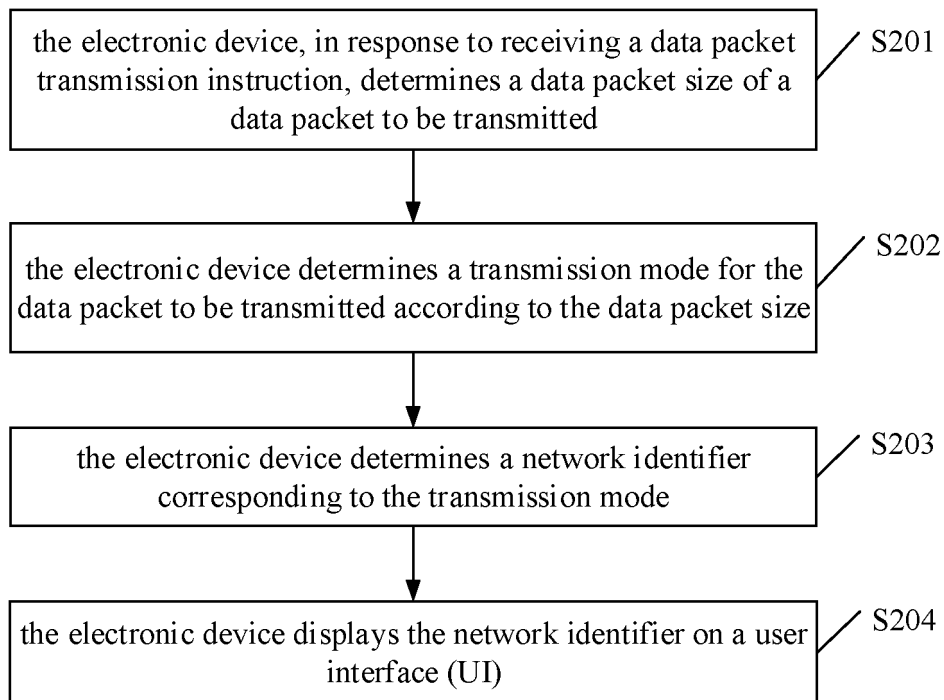 the electronic device, in response to receiving a data packet
transmission instruction, determines a data packet size of a
data packet to be transmitted
S201
the electronic device determines a transmission mode for the
data packet to be transmitted according to the data packet size
S202
the electronic device determines a network identifier
corresponding to the transmission mode
S203
the electronic device displays the network identifier on a user
interface (UI)
S204